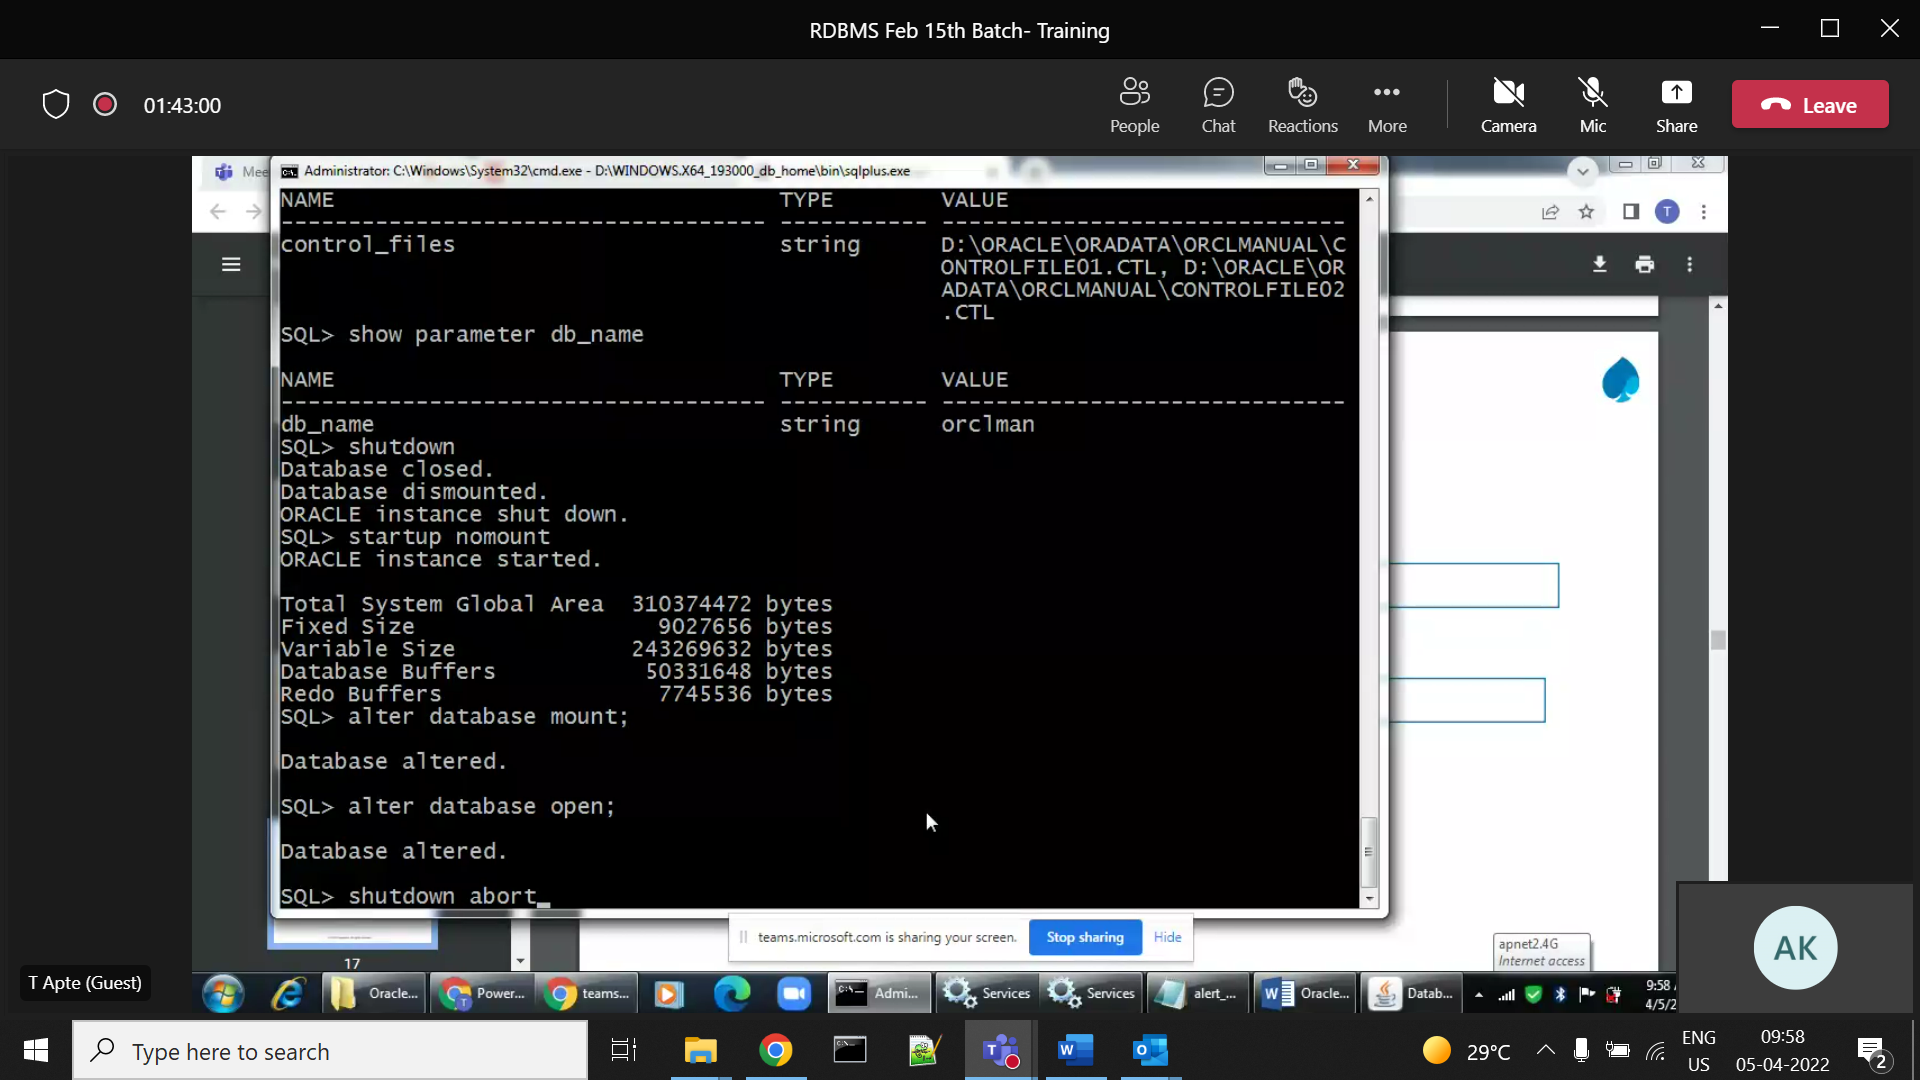 RDBMS Feb 15th Batch- Training
01:43:00
People
Chat
Reactions
More
Camera
Mic
Share
Leave
Mee
Administrator: C:\Windows\System32\cmd.exe - D:\WINDOWS.X64_193000_db_home\bin\sqlplus.exe
T
NAME TYPE VALUE
------------------------------------ ----------- ------------------------------
control_files string D:\ORACLE\ORADATA\ORCLMANUAL\C
ONTROLFILE01.CTL, D:\ORACLE\OR
ADATA\ORCLMANUAL\CONTROLFILE02
.CTL
SQL> show parameter db_name
NAME TYPE VALUE
------------------------------------ ----------- ------------------------------
db_name string orclman
SQL> shutdown
Database closed.
Database dismounted.
ORACLE instance shut down.
SQL> startup nomount
ORACLE instance started.
Total System Global Area 310374472 bytes
Fixed Size 9027656 bytes
Variable Size 243269632 bytes
Database Buffers 50331648 bytes
Redo Buffers 7745536 bytes
SQL> alter database mount;
Database altered.
SQL> alter database open;
Database altered.
SQL> shutdown abort_
teams.microsoft.com is sharing your screen. Stop sharing Hide
17
apnet2.4G
Internet access
T Apte (Guest)
AK
Oracle...
Power...
teams...
Admi...
Services
Services
alert_...
Oracle...
Datab...
9:58
4/5/2
Type here to search
29°C
ENG
US
09:58
05-04-2022
2